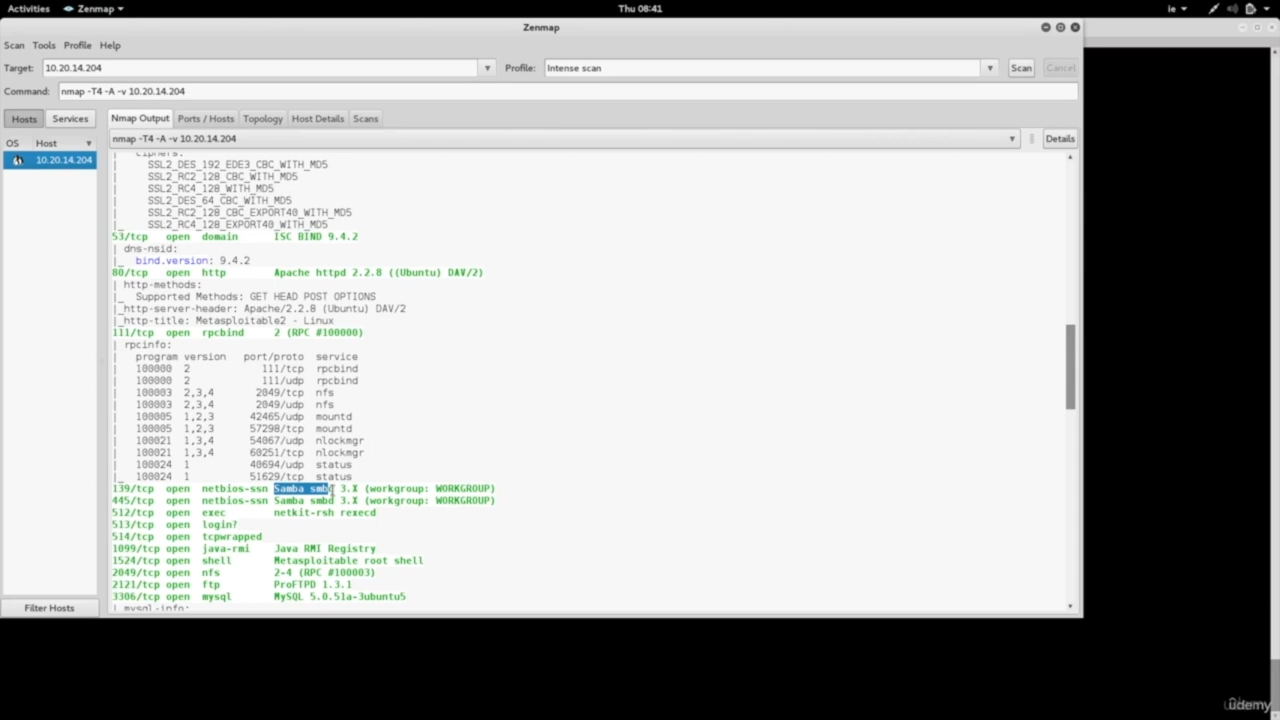 Activities Zenmap Thu 08:41 ie
Zenmap
Scan Tools Profile Help
Target: 10.20.14.204 Profile: Intense scan Scan Cancel
Command: nmap -T4 -A -v 10.20.14.204
Hosts Services Nmap Output Ports / Hosts Topology Host Details Scans
OS Host nmap -T4 -A -v 10.20.14.204 Details
10.20.14.204
| ciphers:
| SSL2_DES_192_EDE3_CBC_WITH_MD5
| SSL2_RC2_128_CBC_WITH_MD5
| SSL2_RC4_128_WITH_MD5
| SSL2_DES_64_CBC_WITH_MD5
| SSL2_RC2_128_CBC_EXPORT40_WITH_MD5
|_ SSL2_RC4_128_EXPORT40_WITH_MD5
53/tcp open domain ISC BIND 9.4.2
| dns-nsid:
|_ bind.version: 9.4.2
80/tcp open http Apache httpd 2.2.8 ((Ubuntu) DAV/2)
| http-methods:
|_ Supported Methods: GET HEAD POST OPTIONS
|_http-server-header: Apache/2.2.8 (Ubuntu) DAV/2
|_http-title: Metasploitable2 - Linux
111/tcp open rpcbind 2 (RPC #100000)
| rpcinfo:
| program version port/proto service
| 100000 2 111/tcp rpcbind
| 100000 2 111/udp rpcbind
| 100003 2,3,4 2049/tcp nfs
| 100003 2,3,4 2049/udp nfs
| 100005 1,2,3 42465/udp mountd
| 100005 1,2,3 57298/tcp mountd
| 100021 1,3,4 54067/udp nlockmgr
| 100021 1,3,4 60251/tcp nlockmgr
| 100024 1 40694/udp status
|_ 100024 1 51629/tcp status
139/tcp open netbios-ssn Samba smbd 3.X (workgroup: WORKGROUP)
445/tcp open netbios-ssn Samba smbd 3.X (workgroup: WORKGROUP)
512/tcp open exec netkit-rsh rexecd
513/tcp open login?
514/tcp open tcpwrapped
1099/tcp open java-rmi Java RMI Registry
1524/tcp open shell Metasploitable root shell
2049/tcp open nfs 2-4 (RPC #100003)
2121/tcp open ftp ProFTPD 1.3.1
3306/tcp open mysql MySQL 5.0.51a-3ubuntu5
| mysql-info:
Filter Hosts
udemy